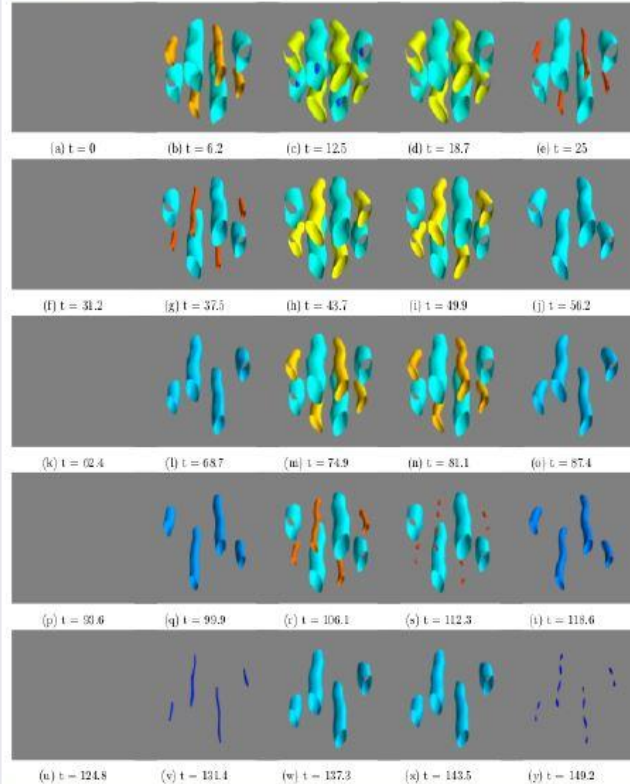 (a) t = 0
(b) t = 6.2
(c) t = 12.5
(d) t = 18.7
(e) t = 25
(f) t = 31.2
(g) t = 37.5
(h) t = 43.7
(i) t = 49.9
(j) t = 56.2
(k) t = 62.4
(l) t = 68.7
(m) t = 74.9
(n) t = 81.1
(o) t = 87.4
(p) t = 93.6
(q) t = 99.9
(r) t = 106.1
(s) t = 112.3
(t) t = 118.6
(u) t = 124.8
(v) t = 131.4
(w) t = 137.3
(x) t = 143.5
(y) t = 149.2